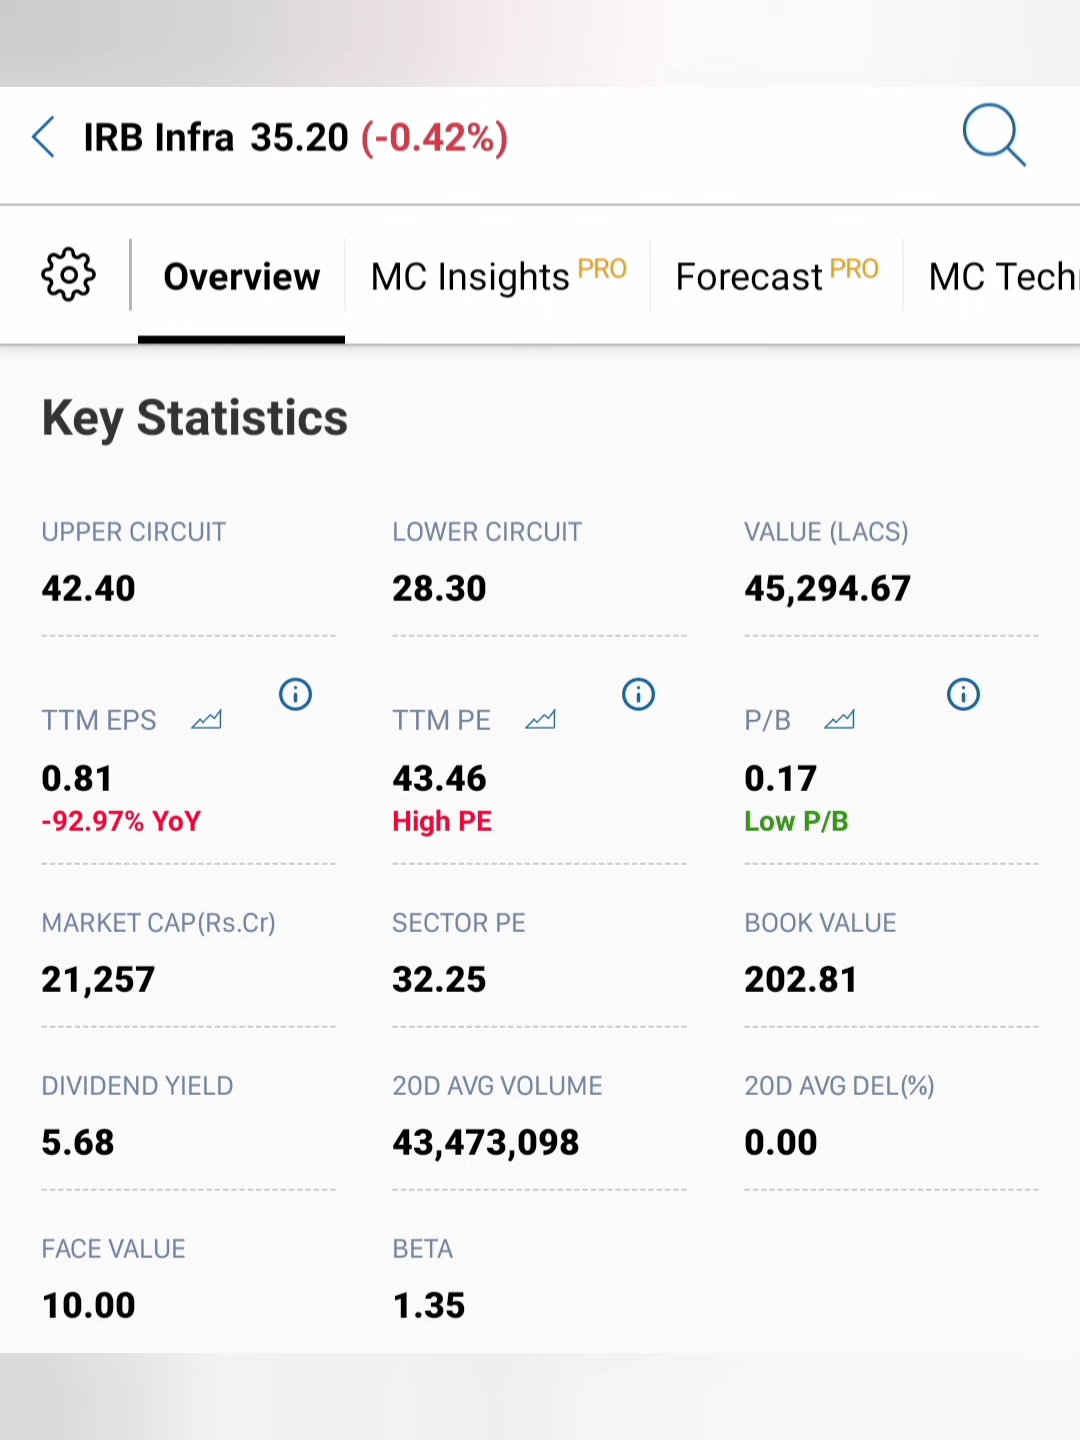 IRB Infra 35.20 (-0.42%)
Overview MC Insights PRO Forecast PRO MC Techn
Key Statistics
UPPER CIRCUIT LOWER CIRCUIT VALUE (LACS)
42.40 28.30 45,294.67
TTM EPS TTM PE P/B
0.81 43.46 0.17
-92.97% YoY High PE Low P/B
MARKET CAP(Rs.Cr) SECTOR PE BOOK VALUE
21,257 32.25 202.81
DIVIDEND YIELD 20D AVG VOLUME 20D AVG DEL(%)
5.68 43,473,098 0.00
FACE VALUE BETA
10.00 1.35